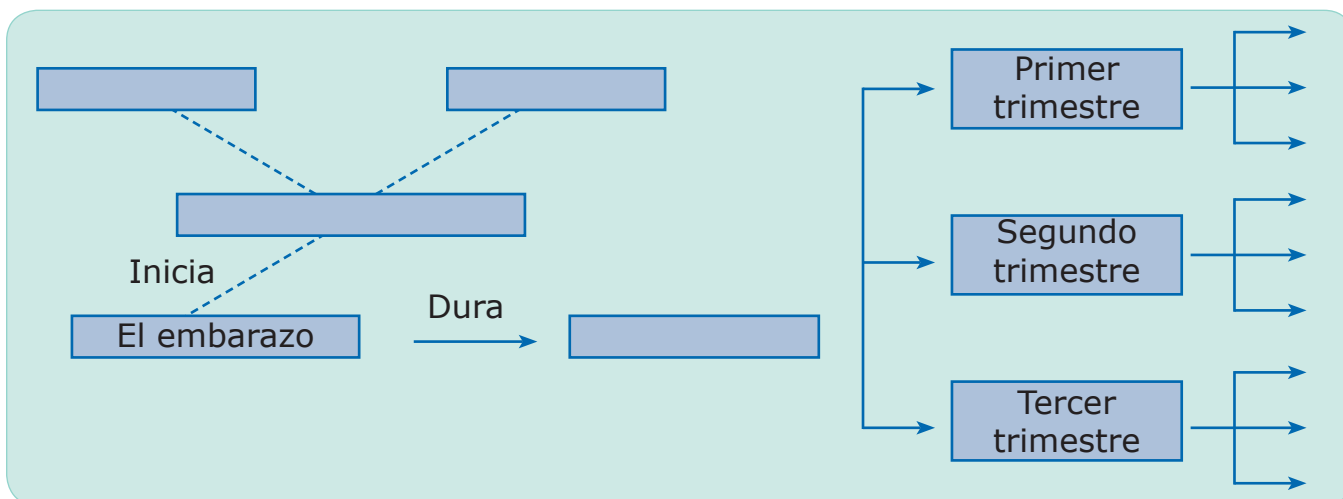 Inicia
El embarazo
Dura
Primer
trimestre
Segundo
trimestre
Tercer
trimestre